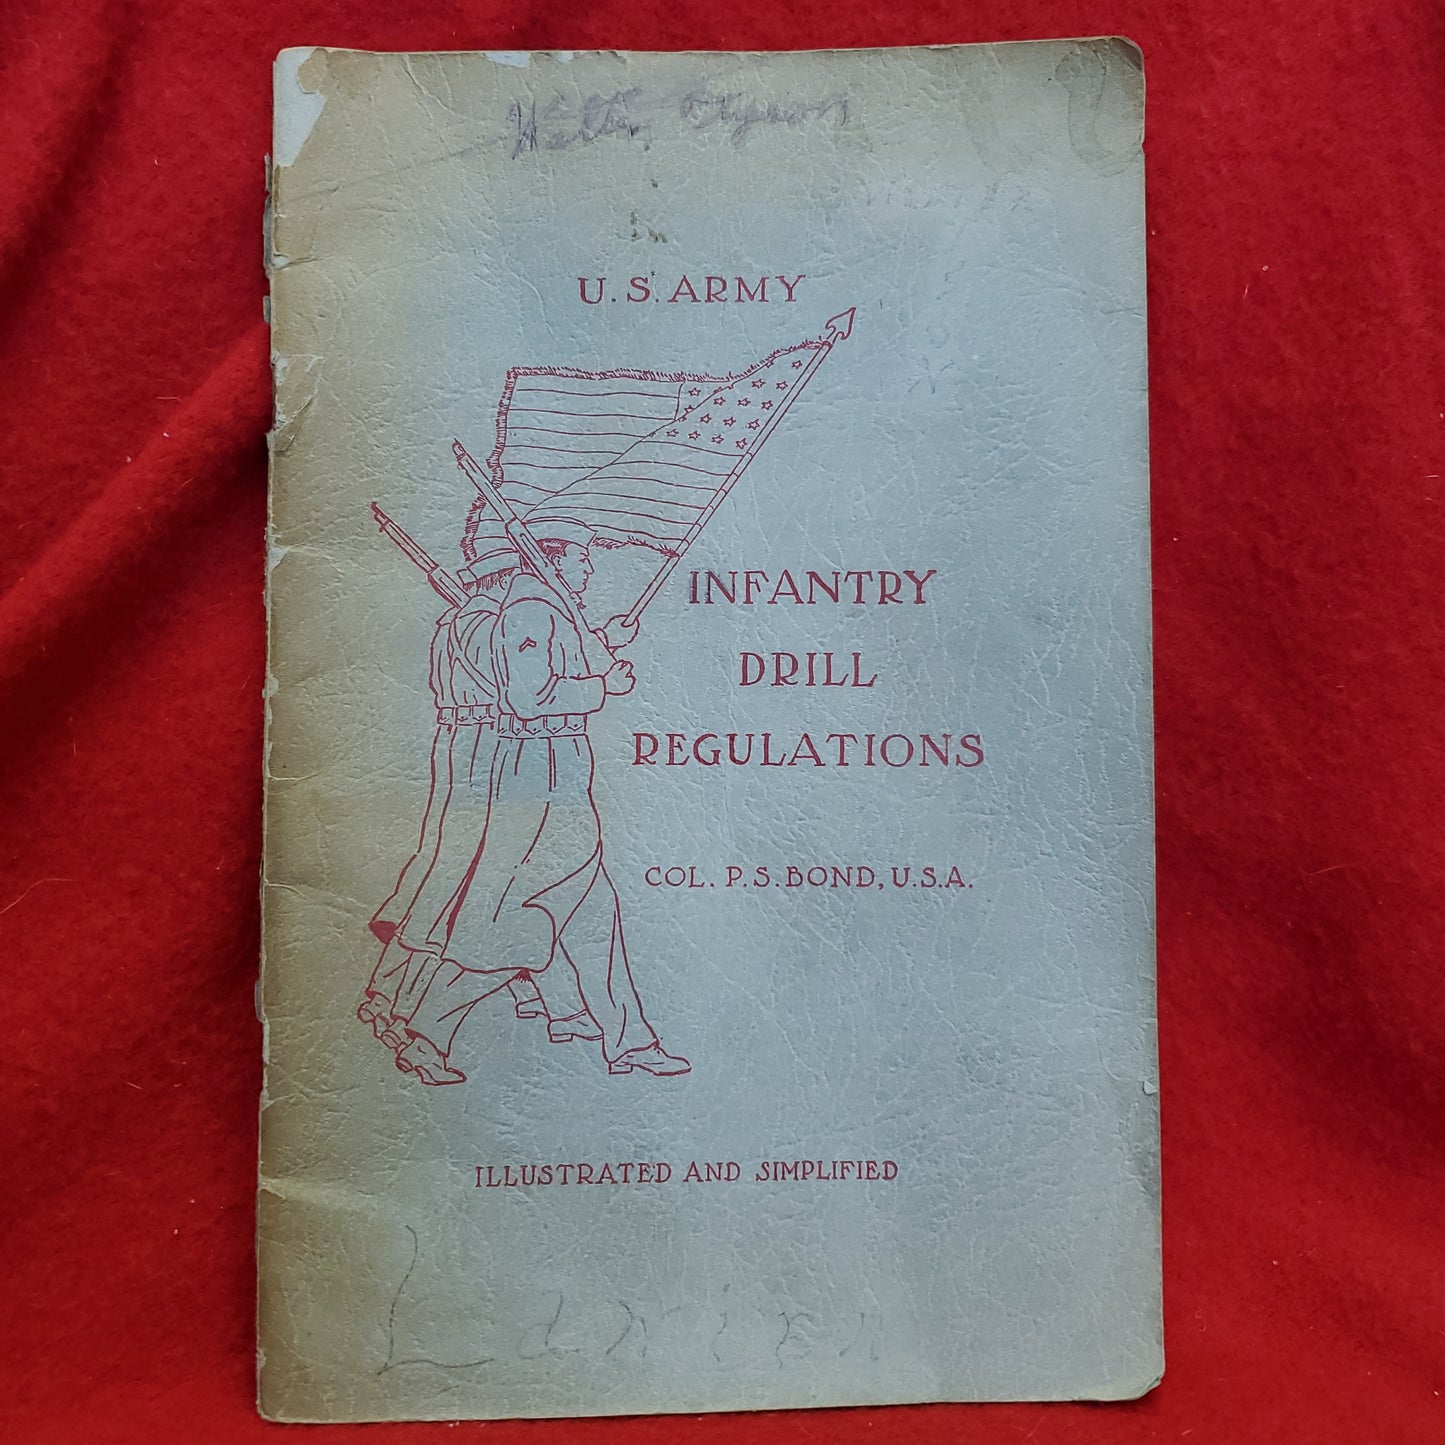 U.S. ARMY
INFANTRY
DRILL
REGULATIONS
COL. P.S. BOND, U.S.A.
ILLUSTRATED AND SIMPLIFIED